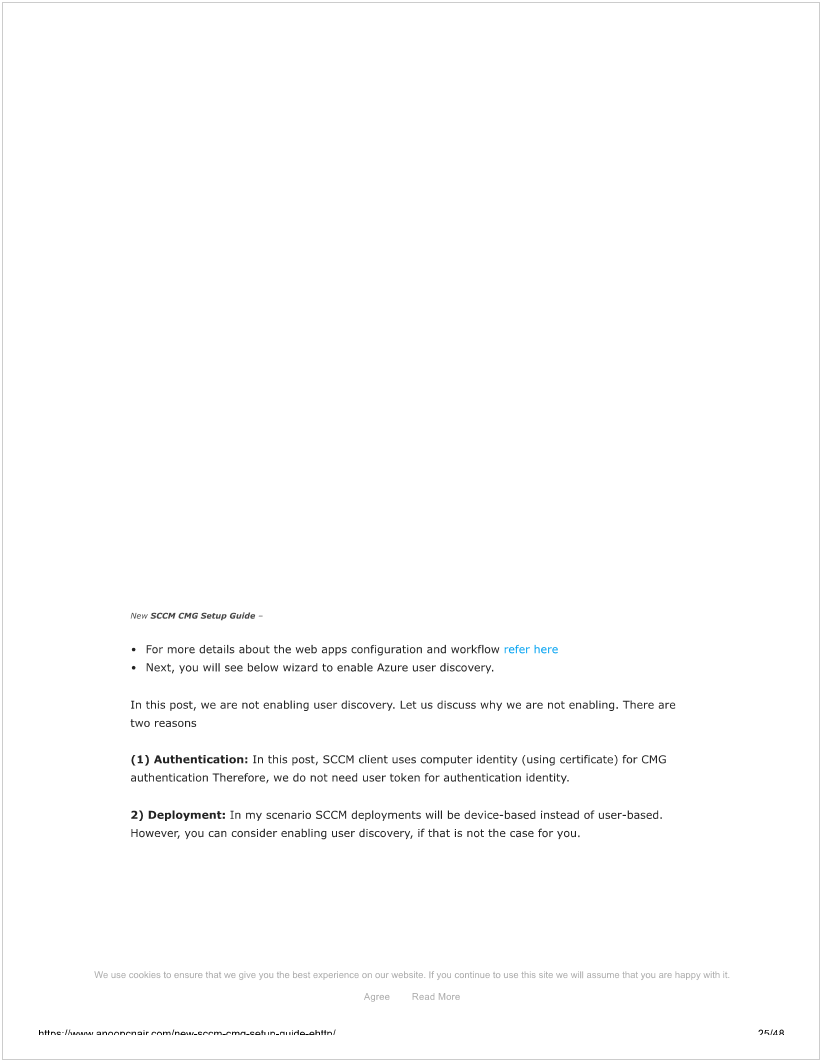 New SCCM CMG Setup Guide –
• For more details about the web apps configuration and workflow refer here
• Next, you will see below wizard to enable Azure user discovery.
In this post, we are not enabling user discovery. Let us discuss why we are not enabling. There are
two reasons
(1) Authentication: In this post, SCCM client uses computer identity (using certificate) for CMG
authentication Therefore, we do not need user token for authentication identity.
2) Deployment: In my scenario SCCM deployments will be device-based instead of user-based.
However, you can consider enabling user discovery, if that is not the case for you.
We use cookies to ensure that we give you the best experience on our website. If you continue to use this site we will assume that you are happy with it.
Agree Read More
https://www.anoopcnair.com/new-sccm-cmg-setup-guide-ehttp/ 25/48